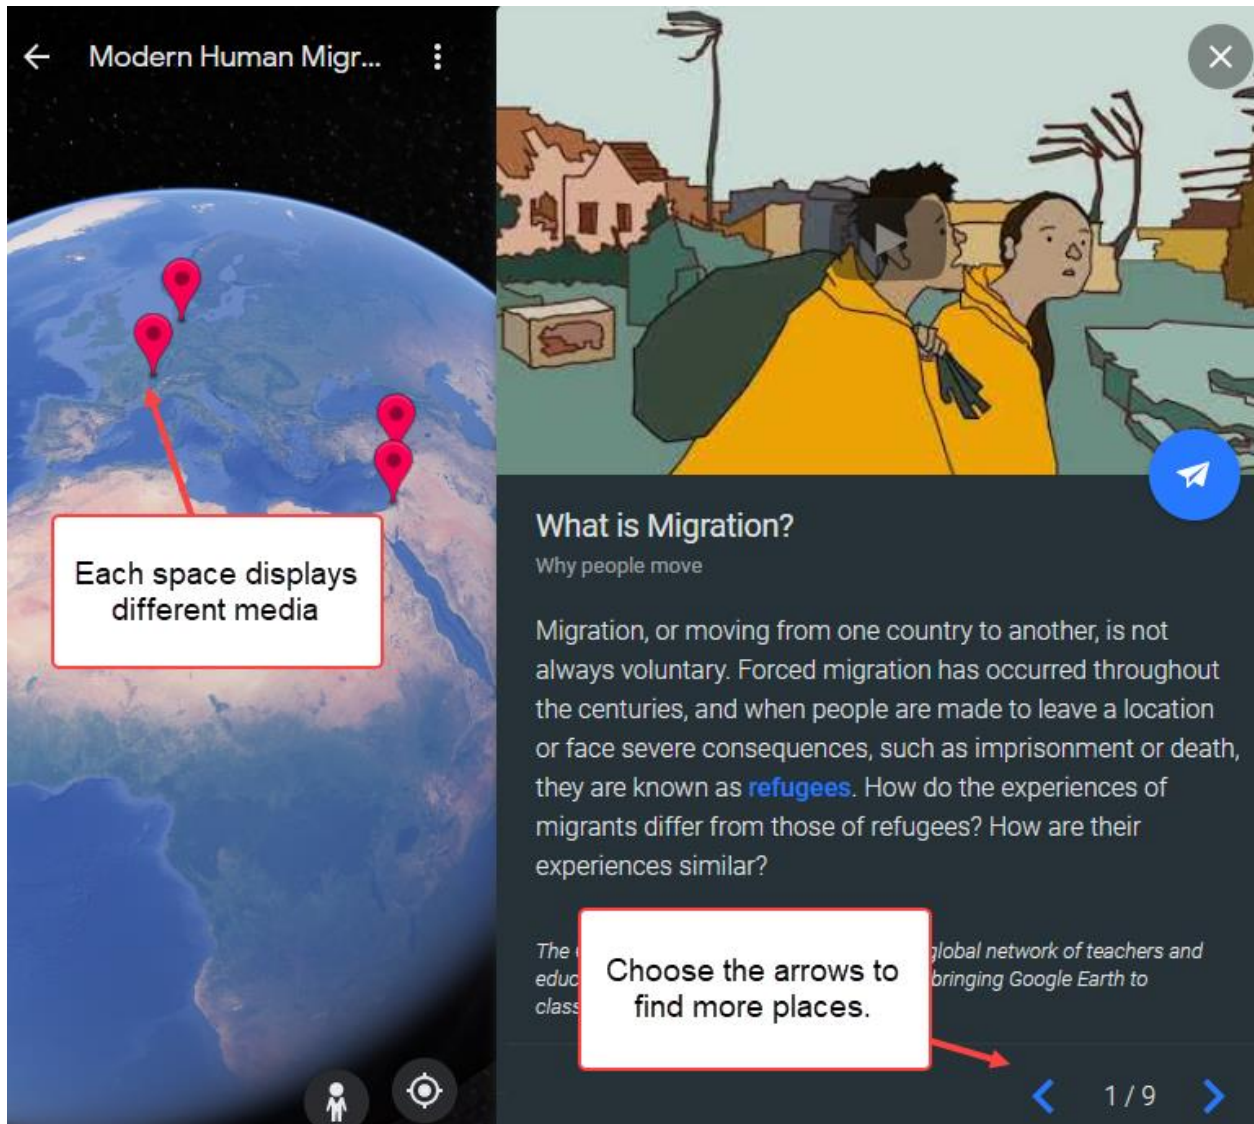 Modern Human Migr...
Each space displays
different media
What is Migration?
Why people move
Migration, or moving from one country to another, is not
always voluntary. Forced migration has occurred throughout
the centuries, and when people are made to leave a location
or face severe consequences, such as imprisonment or death,
they are known as refugees. How do the experiences of
migrants differ from those of refugees? How are their
experiences similar?
The global network of teachers and
educ bringing Google Earth to
class
Choose the arrows to
find more places.
1 / 9